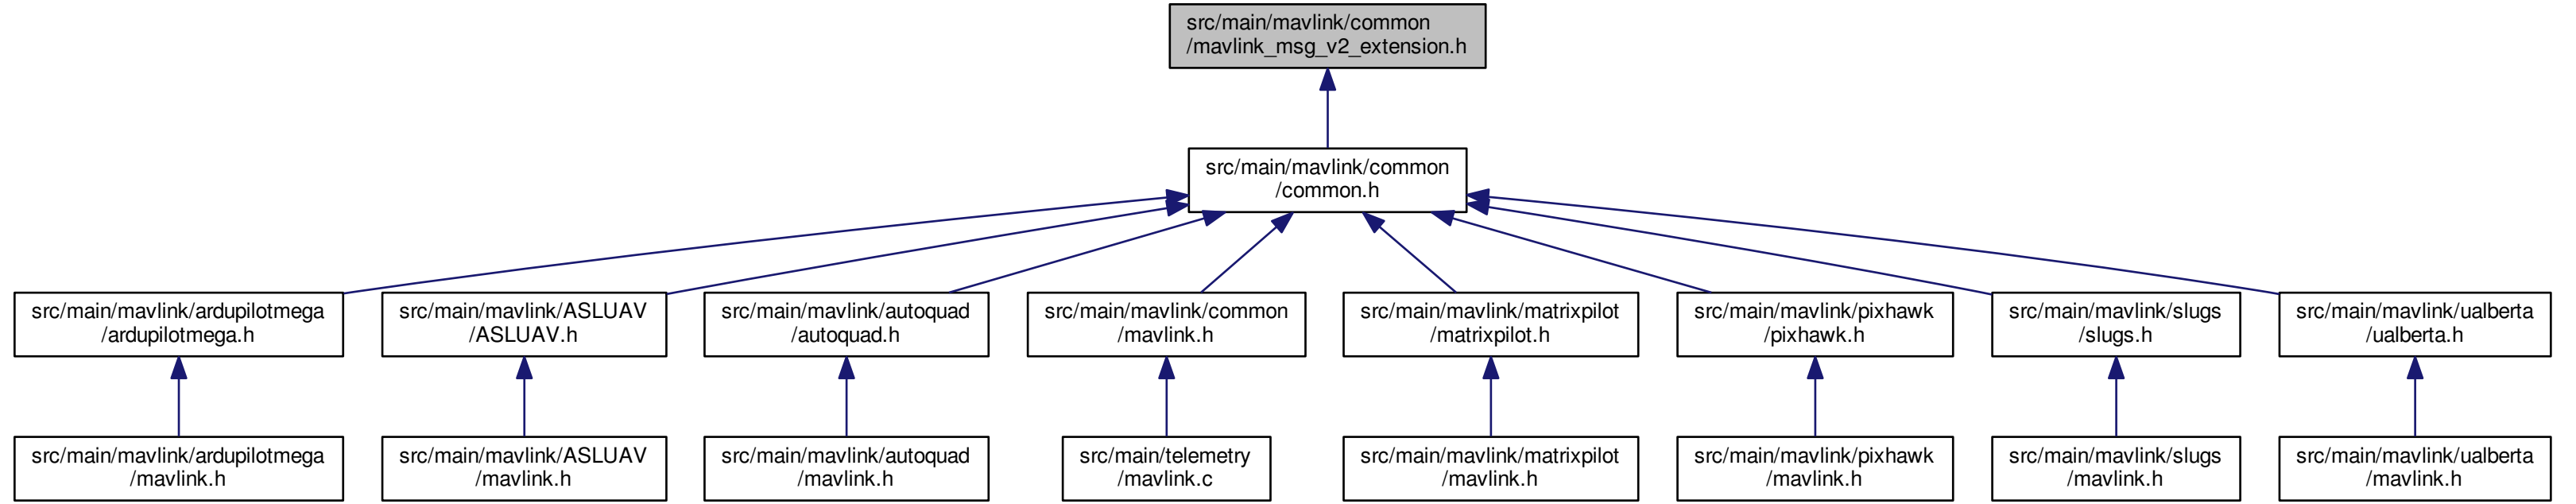 src/main/mavlink/common
/mavlink_msg_v2_extension.h
src/main/mavlink/common
/common.h
src/main/mavlink/ardupilotmega
/ardupilotmega.h
src/main/mavlink/ASLUAV
/ASLUAV.h
src/main/mavlink/autoquad
/autoquad.h
src/main/mavlink/common
/mavlink.h
src/main/mavlink/matrixpilot
/matrixpilot.h
src/main/mavlink/pixhawk
/pixhawk.h
src/main/mavlink/slugs
/slugs.h
src/main/mavlink/ualberta
/ualberta.h
src/main/mavlink/ardupilotmega
/mavlink.h
src/main/mavlink/ASLUAV
/mavlink.h
src/main/mavlink/autoquad
/mavlink.h
src/main/telemetry
/mavlink.c
src/main/mavlink/matrixpilot
/mavlink.h
src/main/mavlink/pixhawk
/mavlink.h
src/main/mavlink/slugs
/mavlink.h
src/main/mavlink/ualberta
/mavlink.h